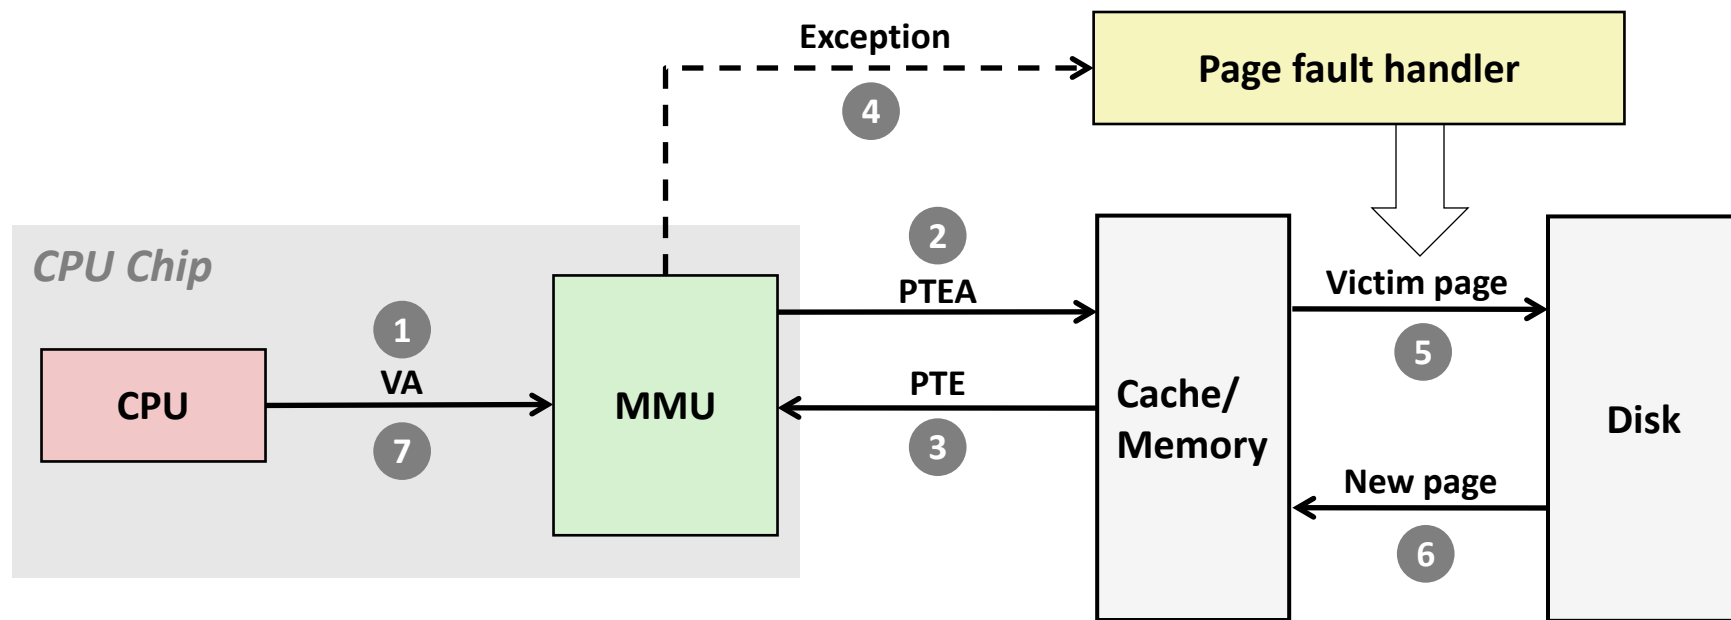 Exception
Page fault handler
4
CPU Chip
2
PTEA
Victim page
1
VA
5
CPU
MMU
PTE
Cache/
Memory
Disk
7
3
New page
6